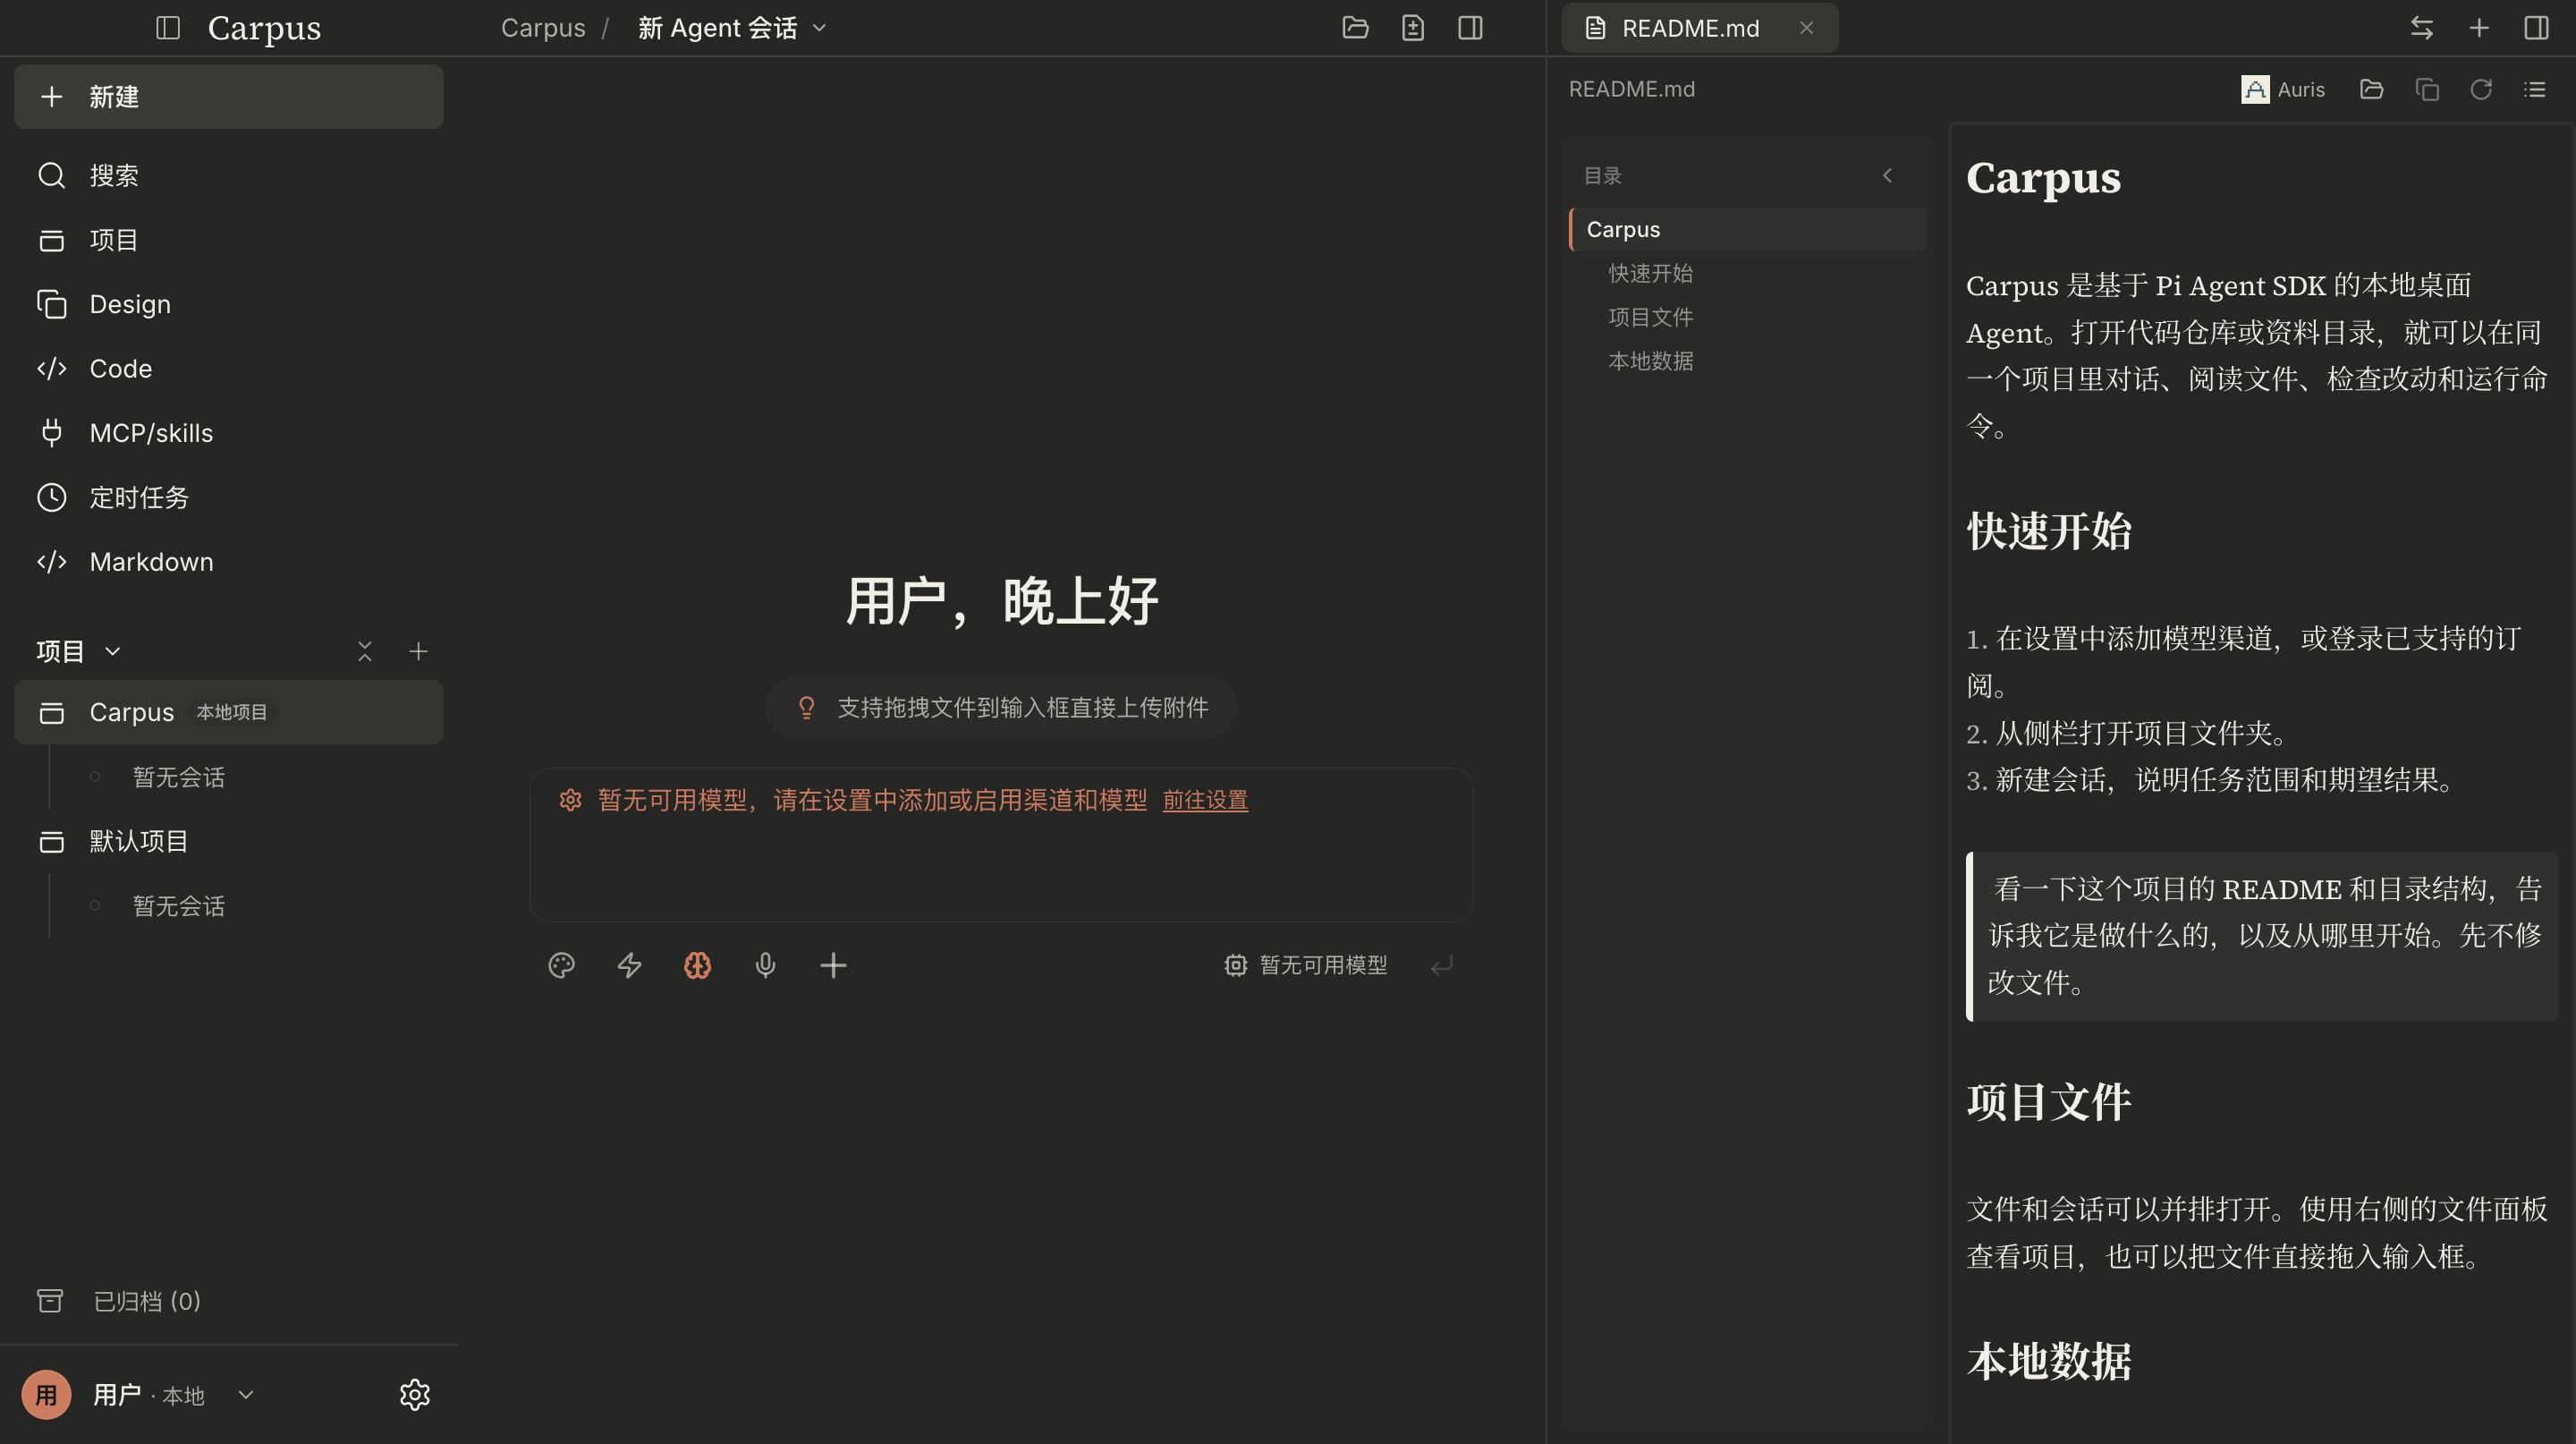 Carpus
新建
搜索
项目
Design
Code
MCP/skills
定时任务
Markdown
项目
Carpus 本地项目
暂无会话
默认项目
暂无会话
已归档 (0)
用 用户 · 本地
Carpus / 新 Agent 会话
用户，晚上好
支持拖拽文件到输入框直接上传附件
暂无可用模型，请在设置中添加或启用渠道和模型 前往设置
暂无可用模型
README.md
README.md
Auris
目录
Carpus
快速开始
项目文件
本地数据
Carpus
Carpus 是基于 Pi Agent SDK 的本地桌面
Agent。打开代码仓库或资料目录，就可以在同
一个项目里对话、阅读文件、检查改动和运行命
令。
快速开始
1. 在设置中添加模型渠道，或登录已支持的订
阅。
2. 从侧栏打开项目文件夹。
3. 新建会话，说明任务范围和期望结果。
看一下这个项目的 README 和目录结构，告
诉我它是做什么的，以及从哪里开始。先不修
改文件。
项目文件
文件和会话可以并排打开。使用右侧的文件面板
查看项目，也可以把文件直接拖入输入框。
本地数据